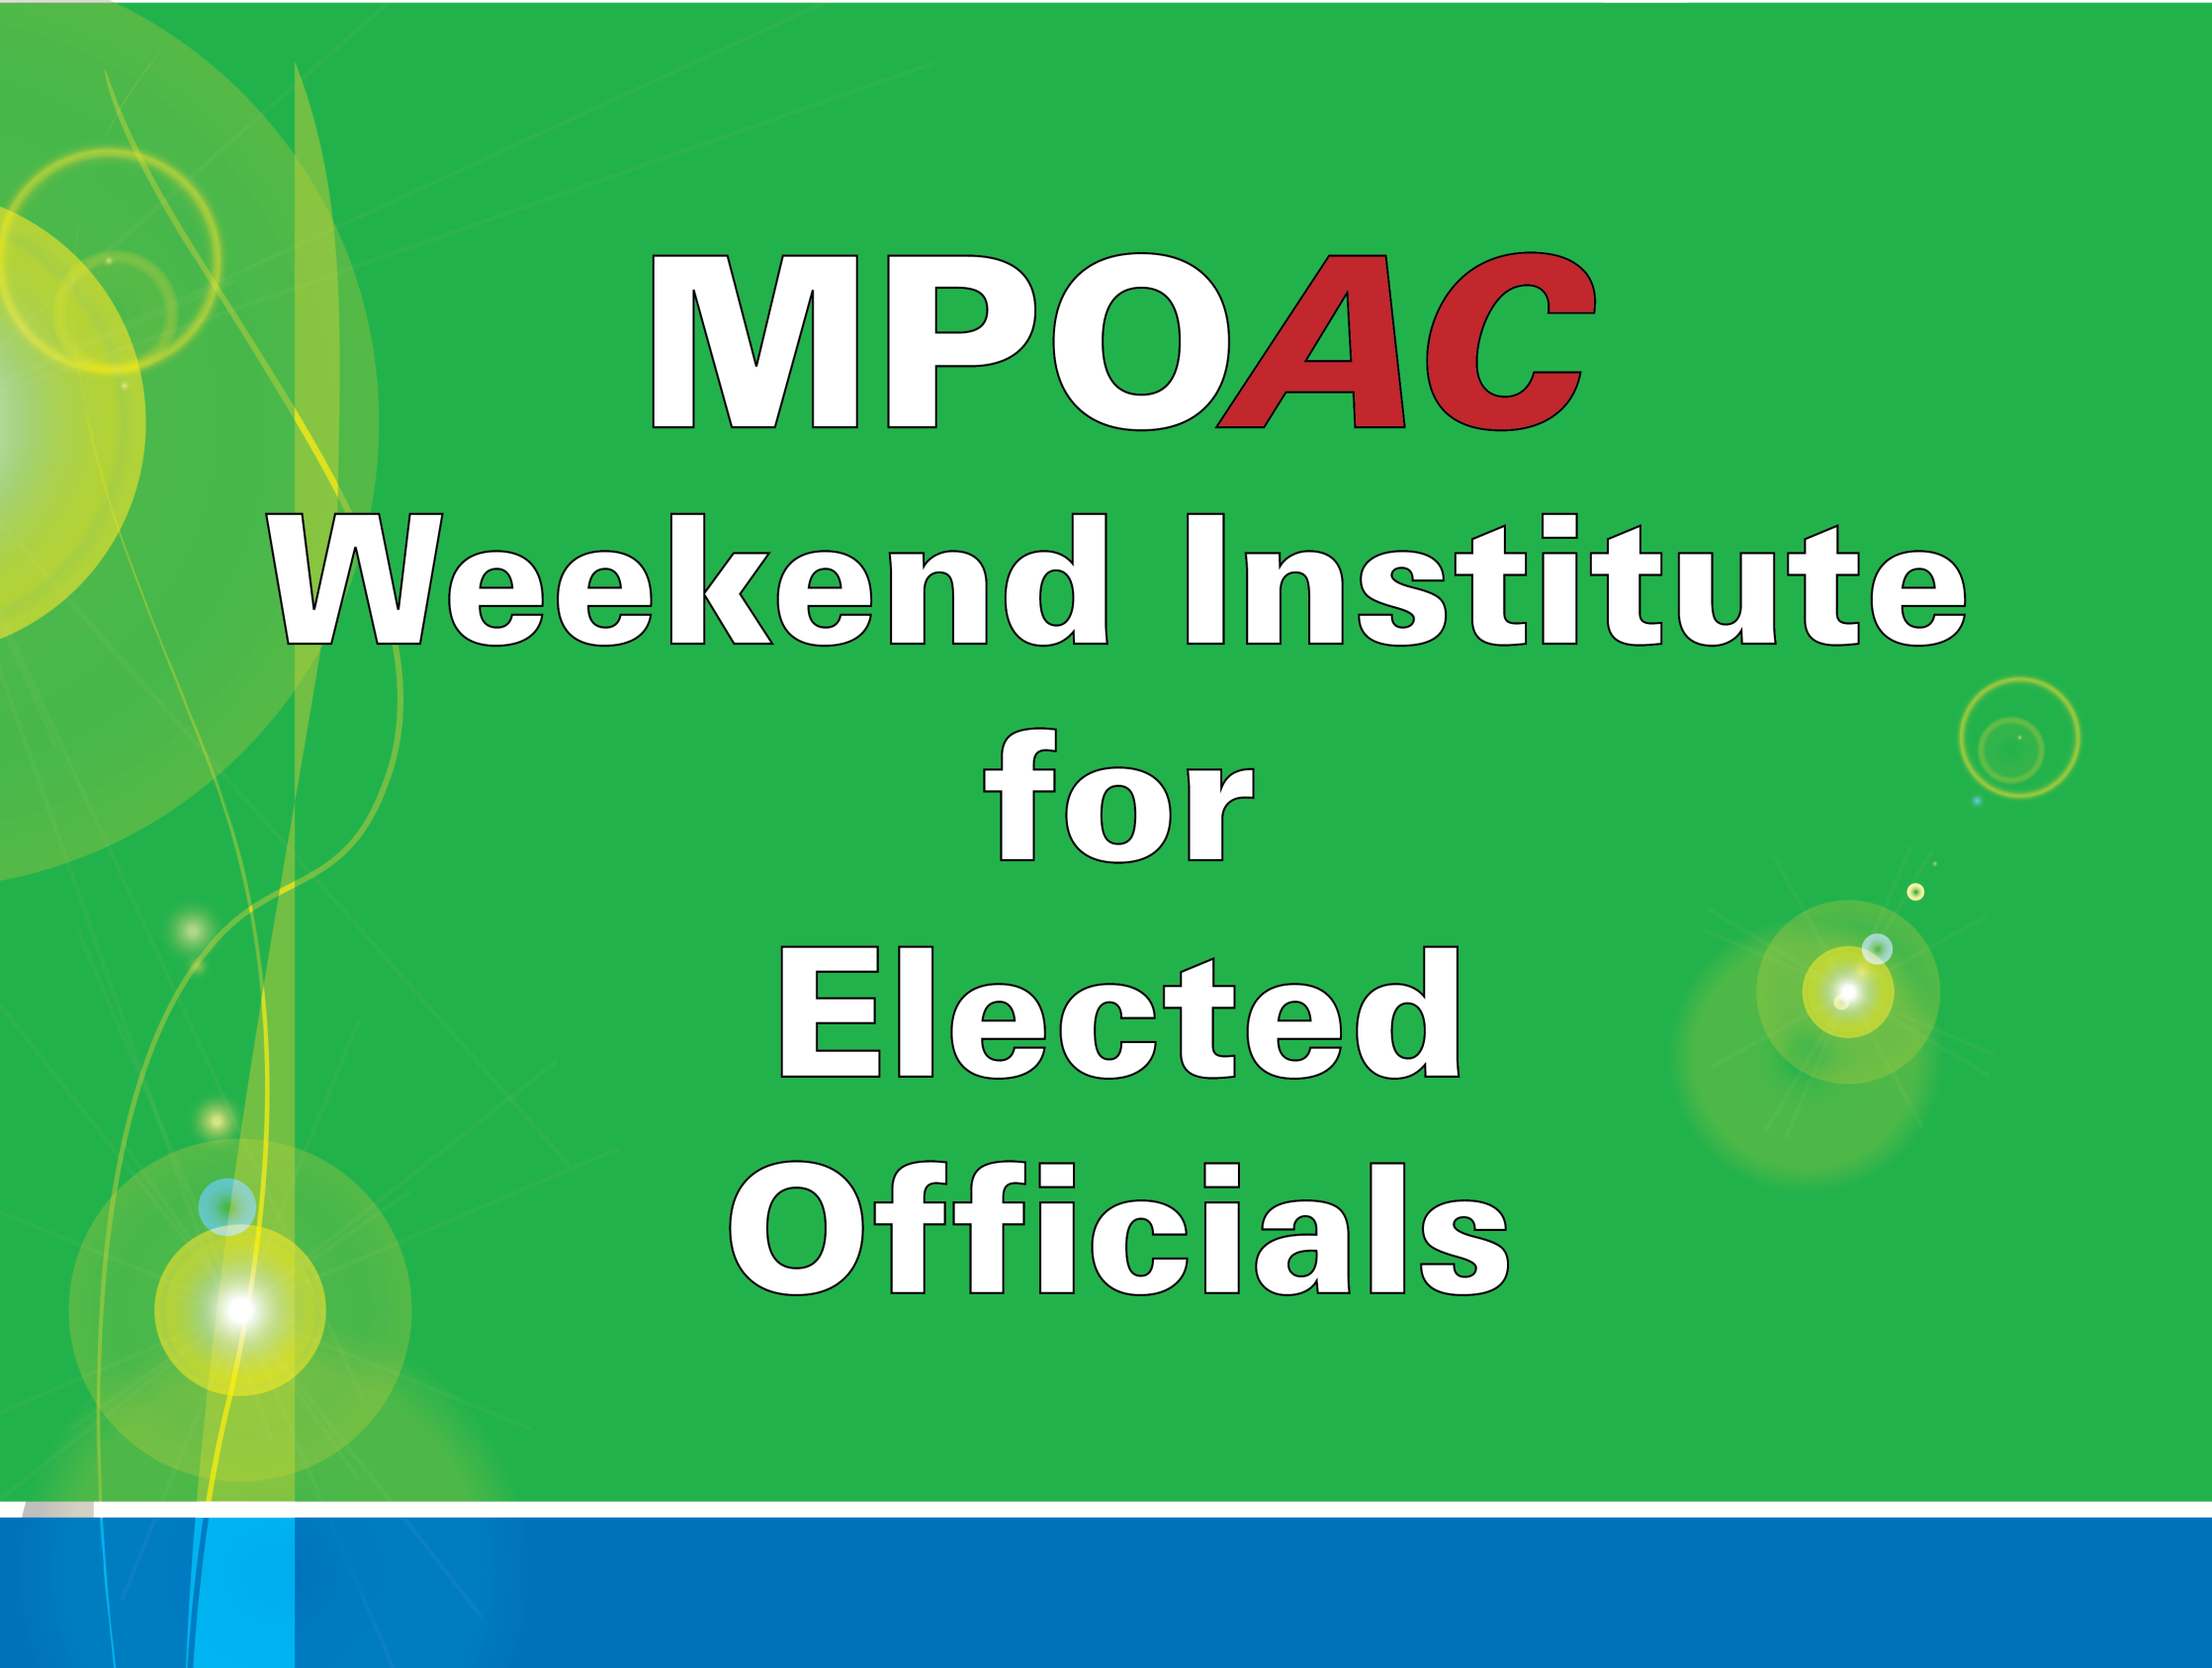 MPOAC
Weekend Institute
for
Elected
Officials